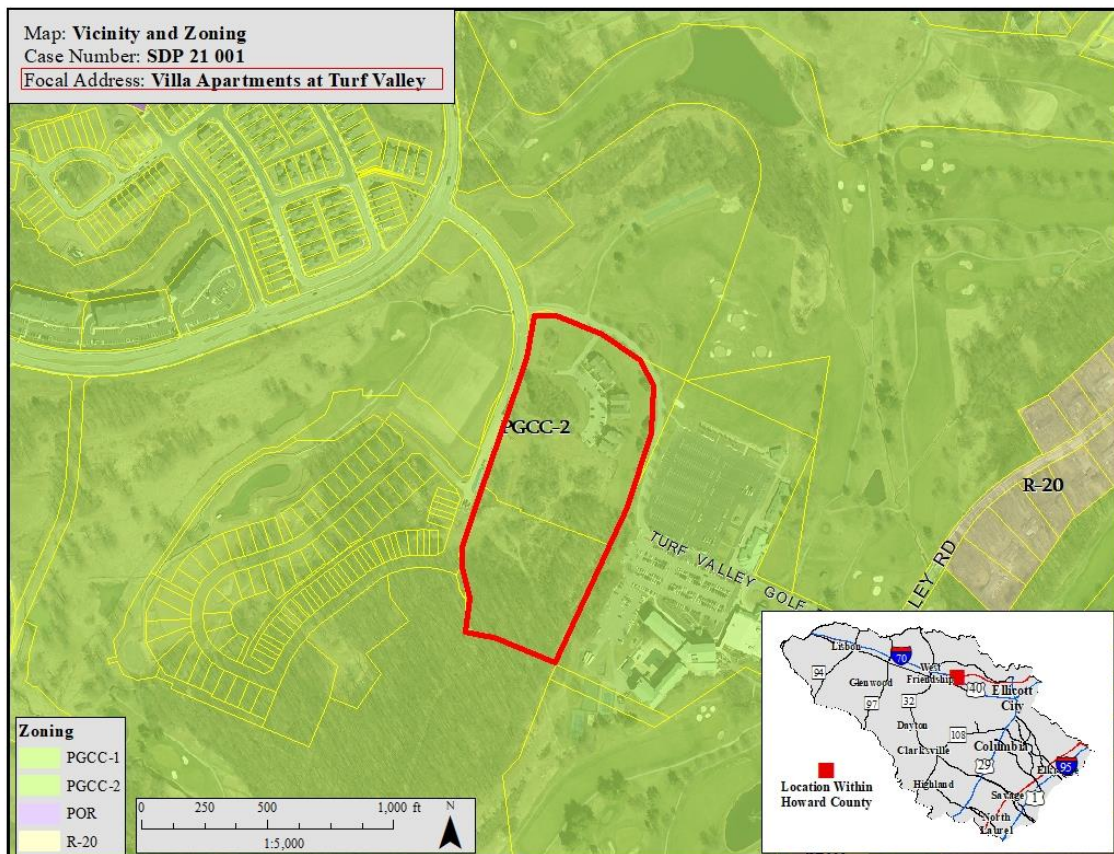 Map: Vicinity and Zoning
Case Number: SDP 21 001
Focal Address: Villa Apartments at Turf Valley
PGCC-2
R-20
TURF VALLEY GOLF
LEY RD
Zoning
PGCC-1
PGCC-2
POR
R-20
0 250 500 1,000 ft
N
1:5,000
Lisbon
70
West
Friendship
94
Glenwood
40
Ellicott
City
97
32
Dayton
108
Clarksville
Columbia
29
95
Highland
Savage
1
North
Laurel
Location Within
Howard County